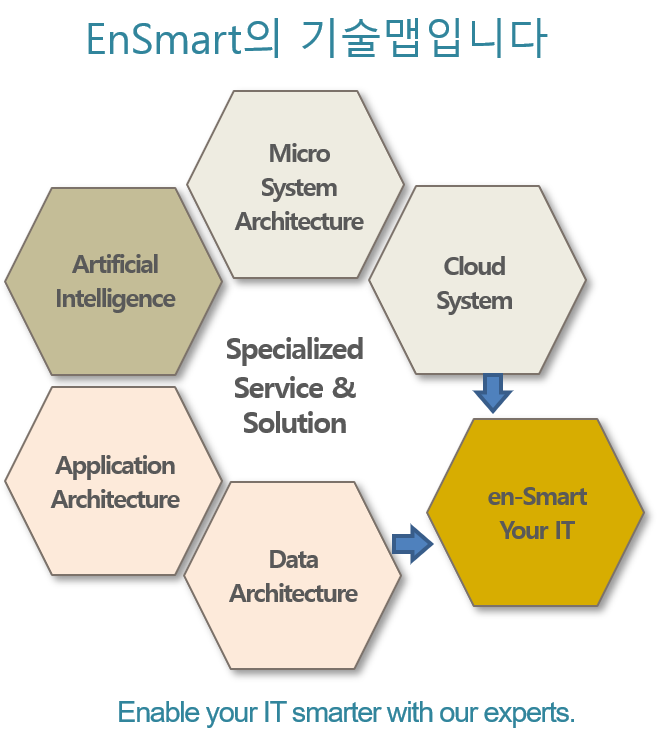 EnSmart의 기술맵입니다
Micro
System
Architecture
Artificial
Intelligence
Cloud
System
Specialized
Service &
Solution
Application
Architecture
en-Smart
Your IT
Data
Architecture
Enable your IT smarter with our experts.